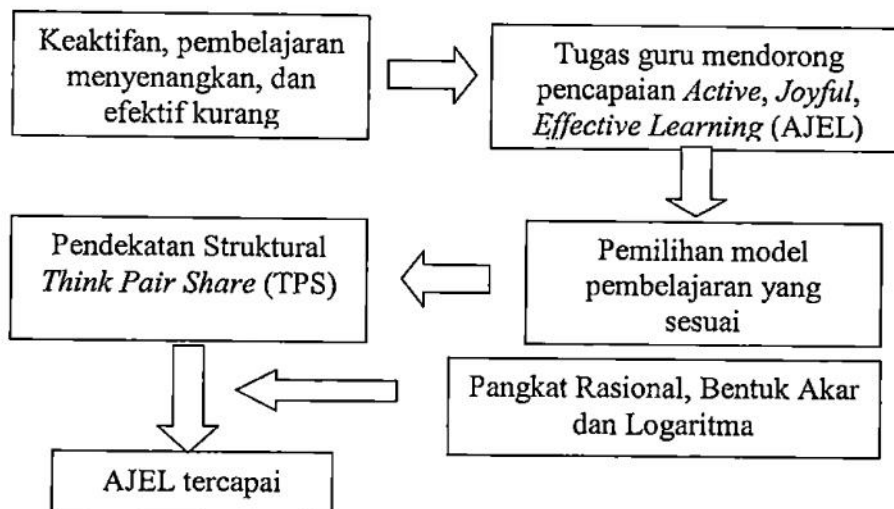 Keaktifan, pembelajaran
menyenangkan, dan
efektif kurang
Tugas guru mendorong
pencapaian Active, Joyful,
Effective Learning (AJEL)
Pemilihan model
pembelajaran yang
sesuai
Pendekatan Struktural
Think Pair Share (TPS)
Pangkat Rasional, Bentuk Akar
dan Logaritma
AJEL tercapai